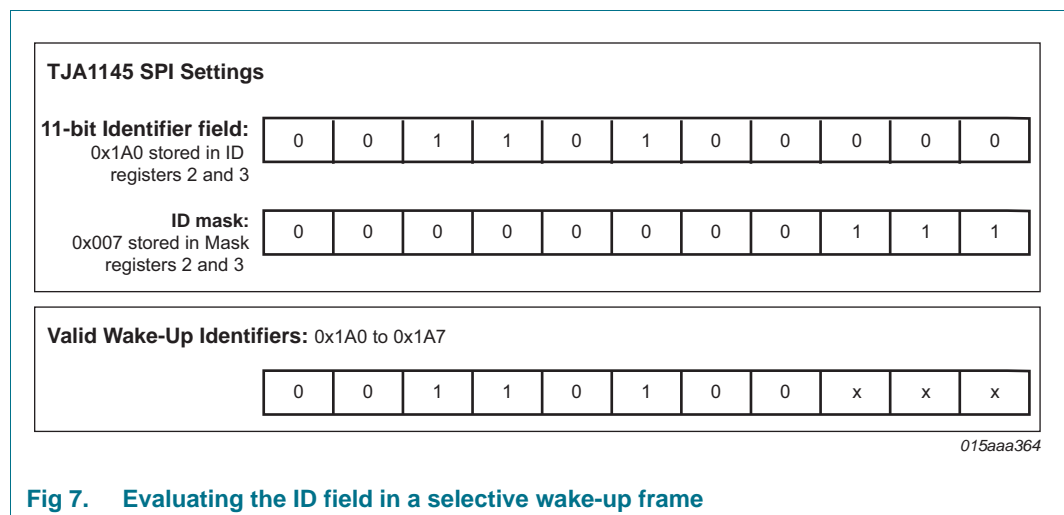 TJA1145 SPI Settings
11-bit Identifier field:
0x1A0 stored in ID
registers 2 and 3
0 0 1 1 0 1 0 0 0 0 0
ID mask:
0x007 stored in Mask
registers 2 and 3
0 0 0 0 0 0 0 0 1 1 1
Valid Wake-Up Identifiers: 0x1A0 to 0x1A7
0 0 1 1 0 1 0 0 x x x
015aaa364
Fig 7. Evaluating the ID field in a selective wake-up frame